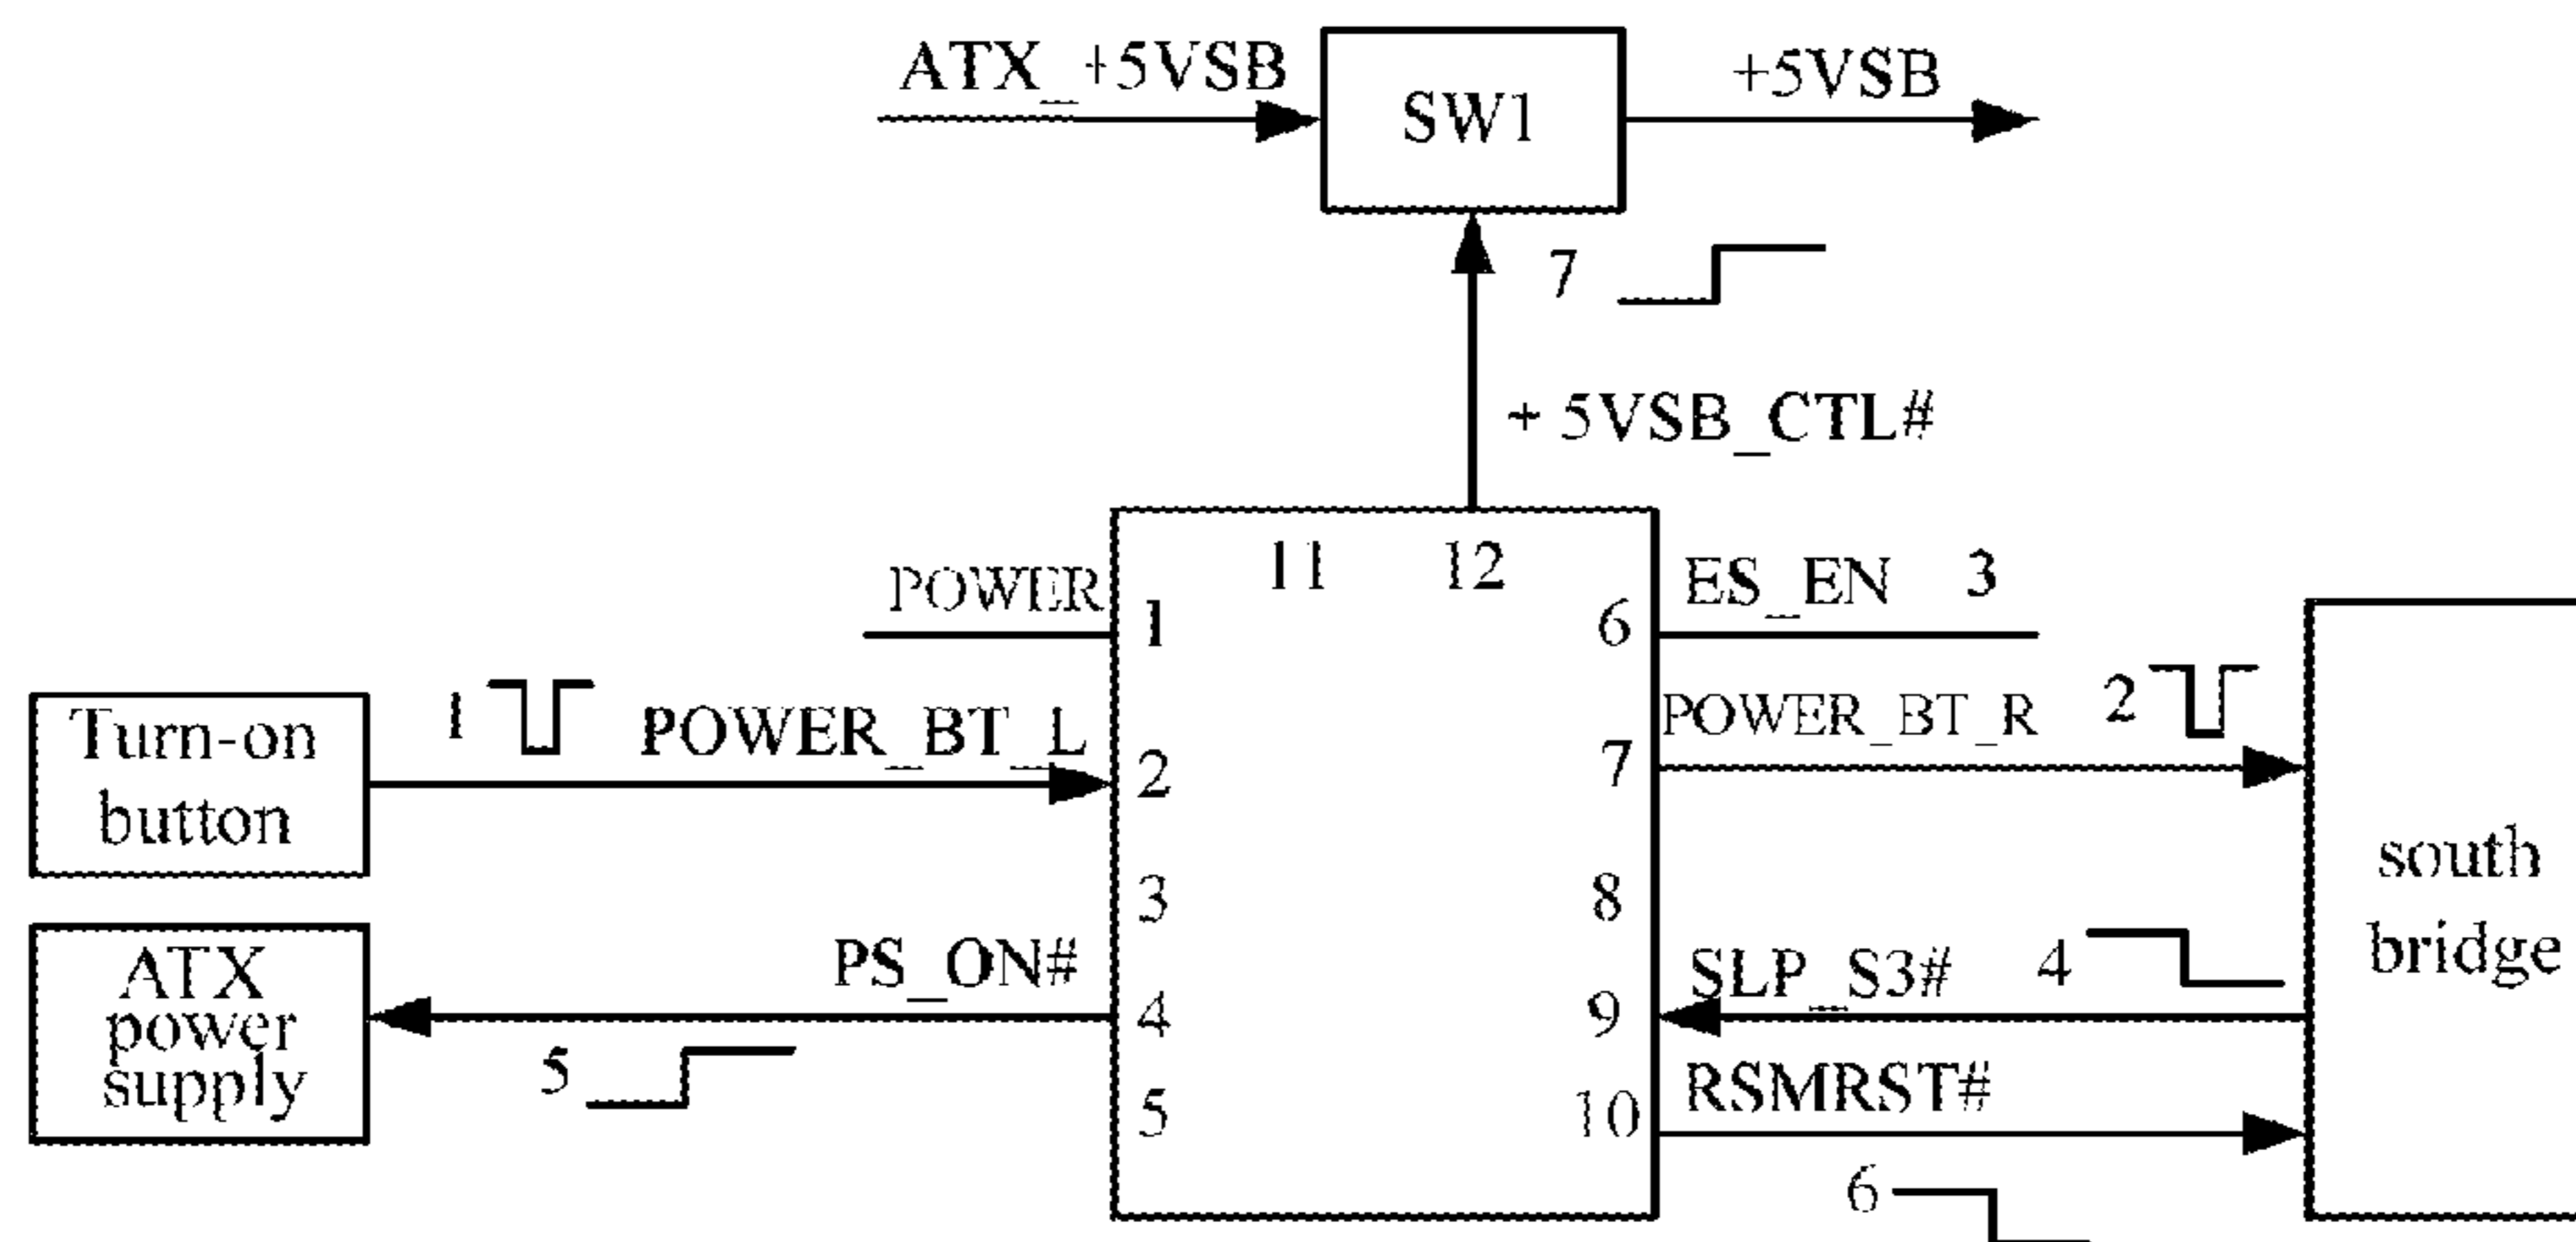 ATX_+5VSB
SW1
+5VSB
7
+ 5VSB_CTL#
11
12
POWER
1
6
ES_EN
3
Turn-on
button
1
POWER_BT_L
2
7
POWER_BT_R
2
3
8
ATX
power
supply
PS_ON#
4
5
5
9
SLP_S3#
4
10
RSMRST#
6
south
bridge